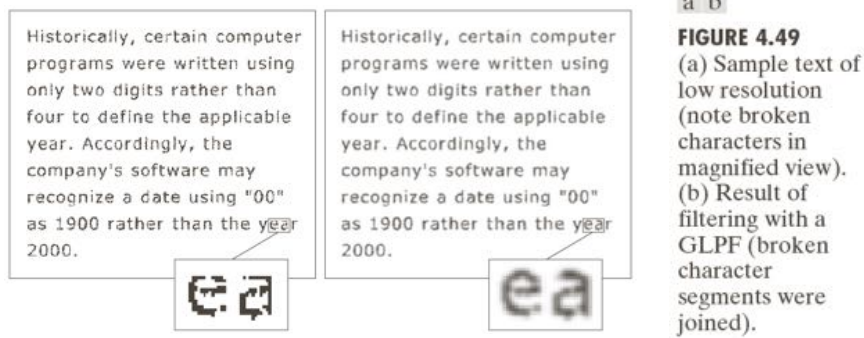 a b
Historically, certain computer
programs were written using
only two digits rather than
four to define the applicable
year. Accordingly, the
company's software may
recognize a date using "00"
as 1900 rather than the year
2000.
ea
Historically, certain computer
programs were written using
only two digits rather than
four to define the applicable
year. Accordingly, the
company's software may
recognize a date using "00"
as 1900 rather than the year
2000.
ea
FIGURE 4.49
(a) Sample text of
low resolution
(note broken
characters in
magnified view).
(b) Result of
filtering with a
GLPF (broken
character
segments were
joined).